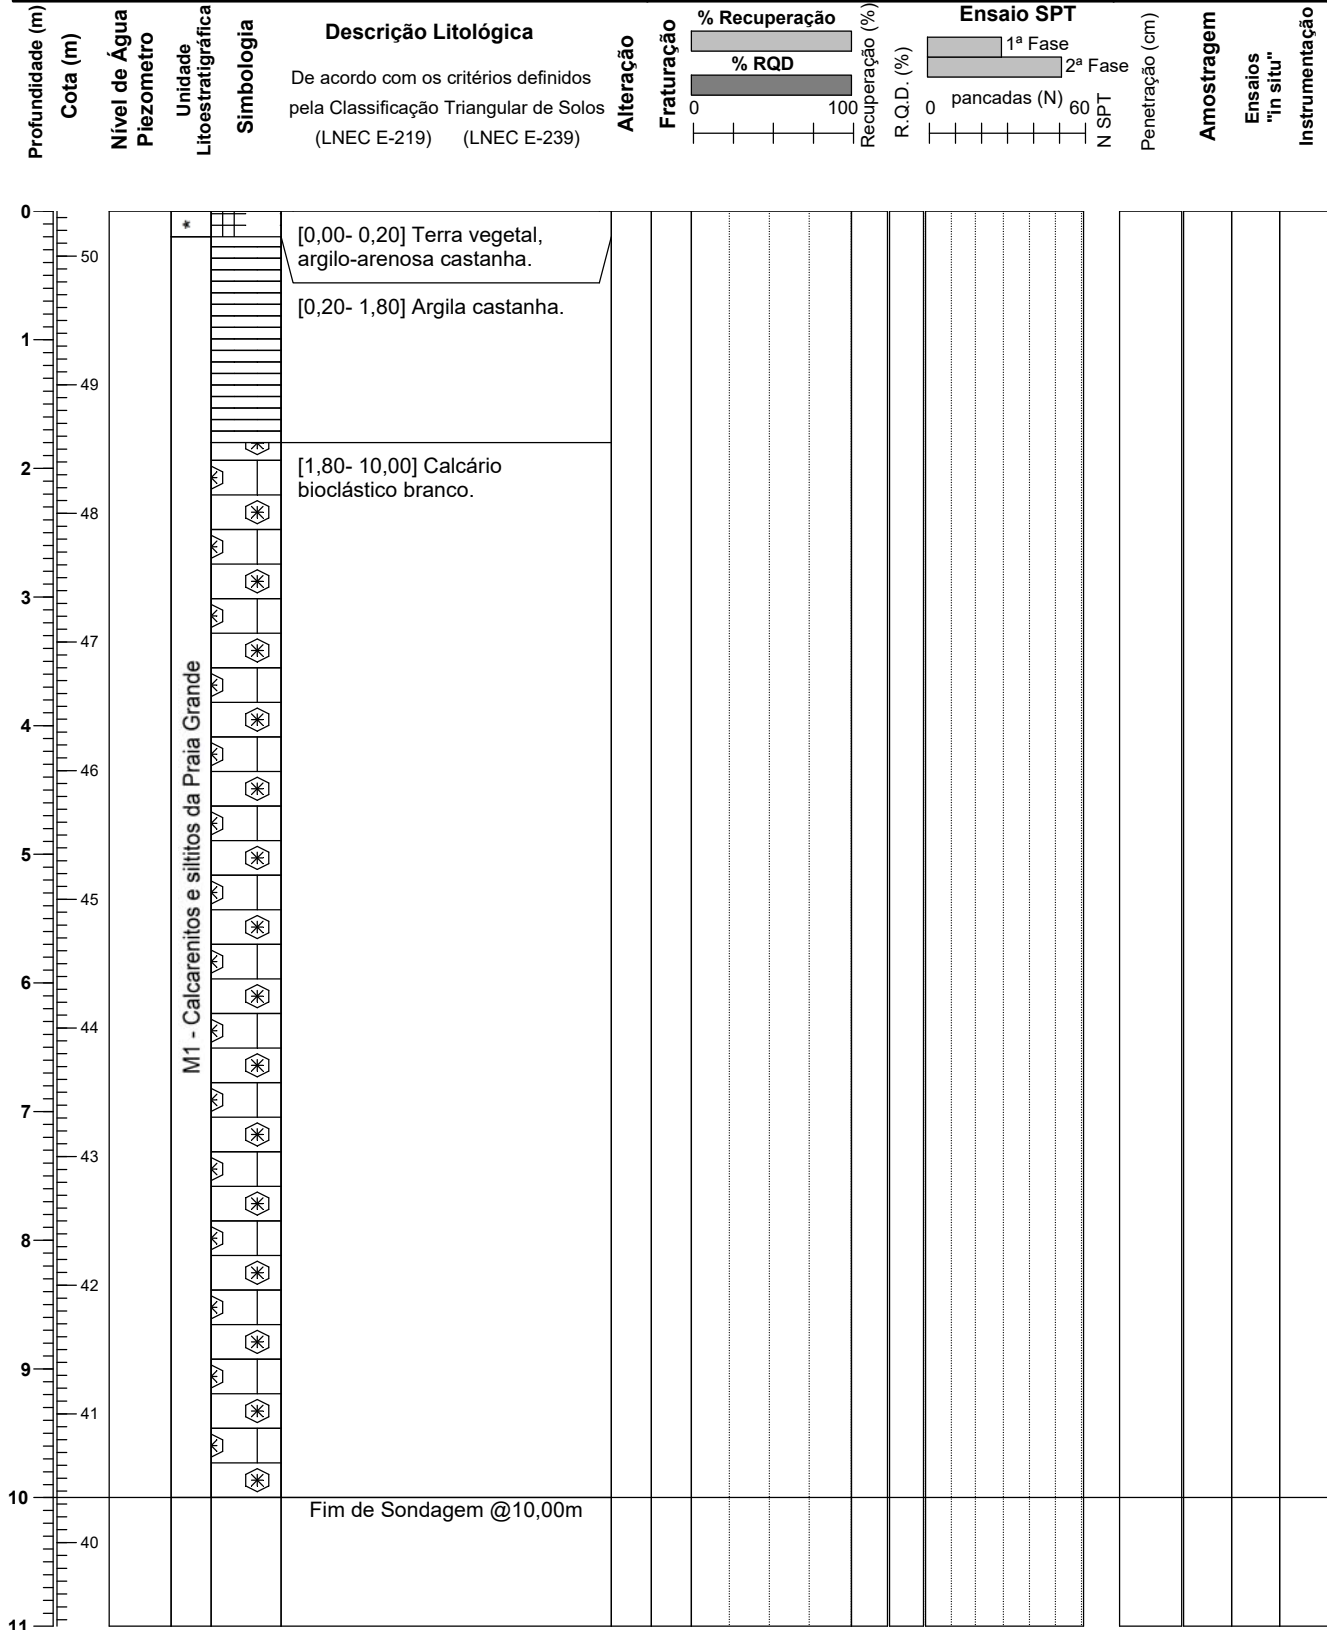 Profundidade (m)
Cota (m)
Nível de Água
Piezometro
Unidade
Litoestratigráfica
Simbologia
Descrição Litológica
De acordo com os critérios definidos
pela Classificação Triangular de Solos
(LNEC E-219) (LNEC E-239)
Alteração
Fraturação
% Recuperação
% RQD
0 100
Recuperação (%)
R.Q.D. (%)
Ensaio SPT
1ª Fase
2ª Fase
pancadas (N)
0 60
N SPT
Penetração (cm)
Amostragem
Ensaios
"in situ"
Instrumentação
0
*
[0,00- 0,20] Terra vegetal,
argilo-arenosa castanha.
50
[0,20- 1,80] Argila castanha.
1
49
[1,80- 10,00] Calcário
bioclástico branco.
2
48
3
47
M1 - Calcarenitos e siltitos da Praia Grande
4
46
5
45
6
44
7
43
8
42
9
41
10
Fim de Sondagem @10,00m
40
11